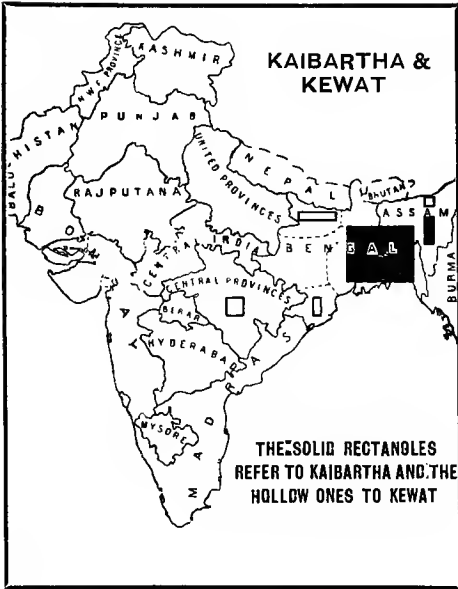 KAIBARTHA &
KEWAT
KASHMIR
N.W.F. PROVINCE
PUNJAB
BALUCHISTAN
UNITED PROVINCES
NEPAL
BHUTAN
RAJPUTANA
ASSAM
CENTRAL INDIA
BENGAL
BURMA
CENTRAL PROVINCES
BERAR
BOMBAY
HYDERABAD
MADRAS
MYSORE
THE SOLID RECTANGLES
REFER TO KAIBARTHA AND THE
HOLLOW ONES TO KEWAT